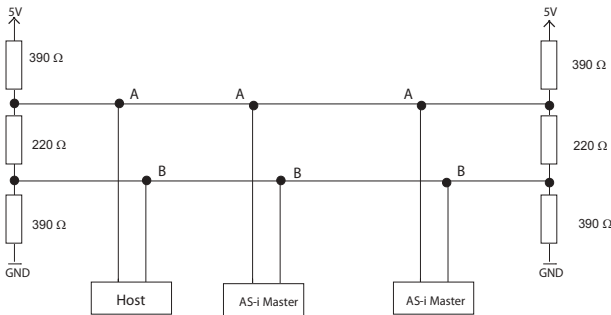 5V 5V
390 Ω 390 Ω
A A A
220 Ω 220 Ω
B B B
390 Ω 390 Ω
GND GND
Host AS-i Master AS-i Master